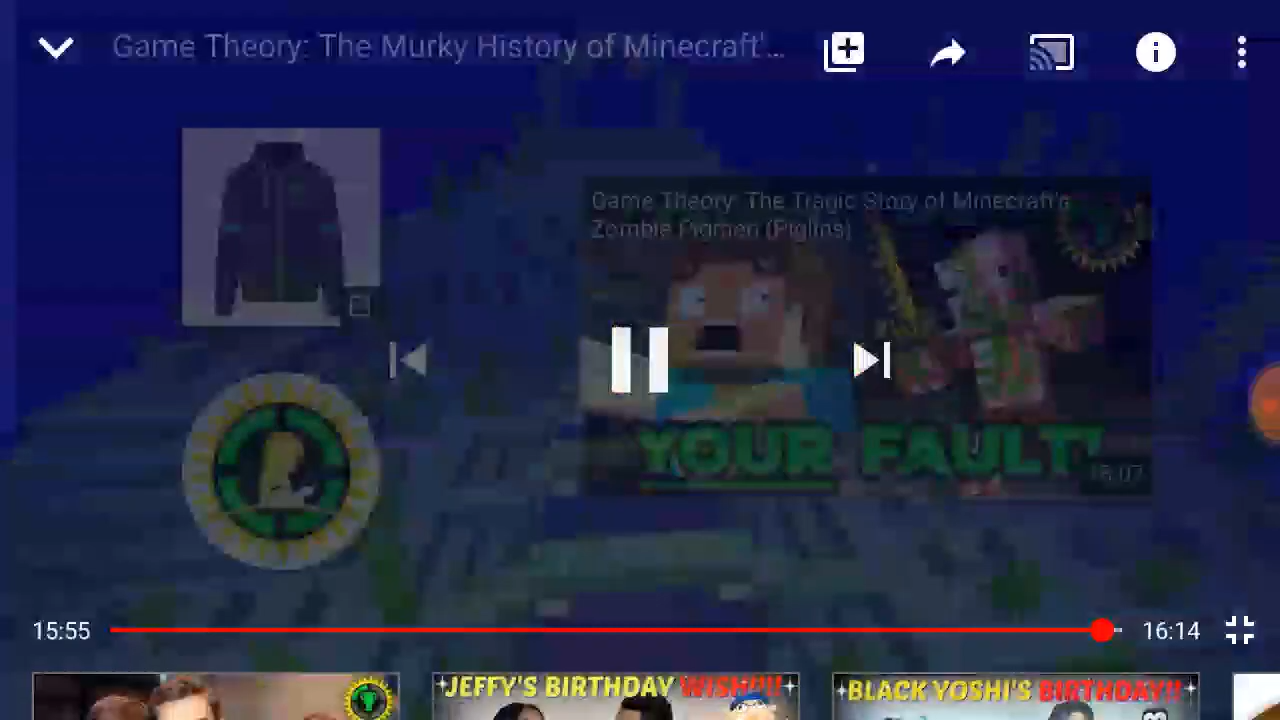 Game Theory: The Murky History of Minecraft'...
Game Theory: The Tragic Story of Minecraft's
Zombie Pigmen (Piglins)
YOUR FAULT!
16:07
15:55
16:14
JEFFY'S BIRTHDAY WISH!!!!
BLACK YOSHI'S BIRTHDAY!!